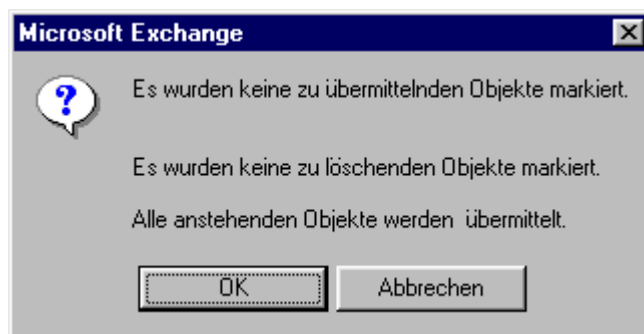 Microsoft Exchange
Es wurden keine zu übermittelnden Objekte markiert.
Es wurden keine zu löschenden Objekte markiert.
Alle anstehenden Objekte werden übermittelt.
OK
Abbrechen